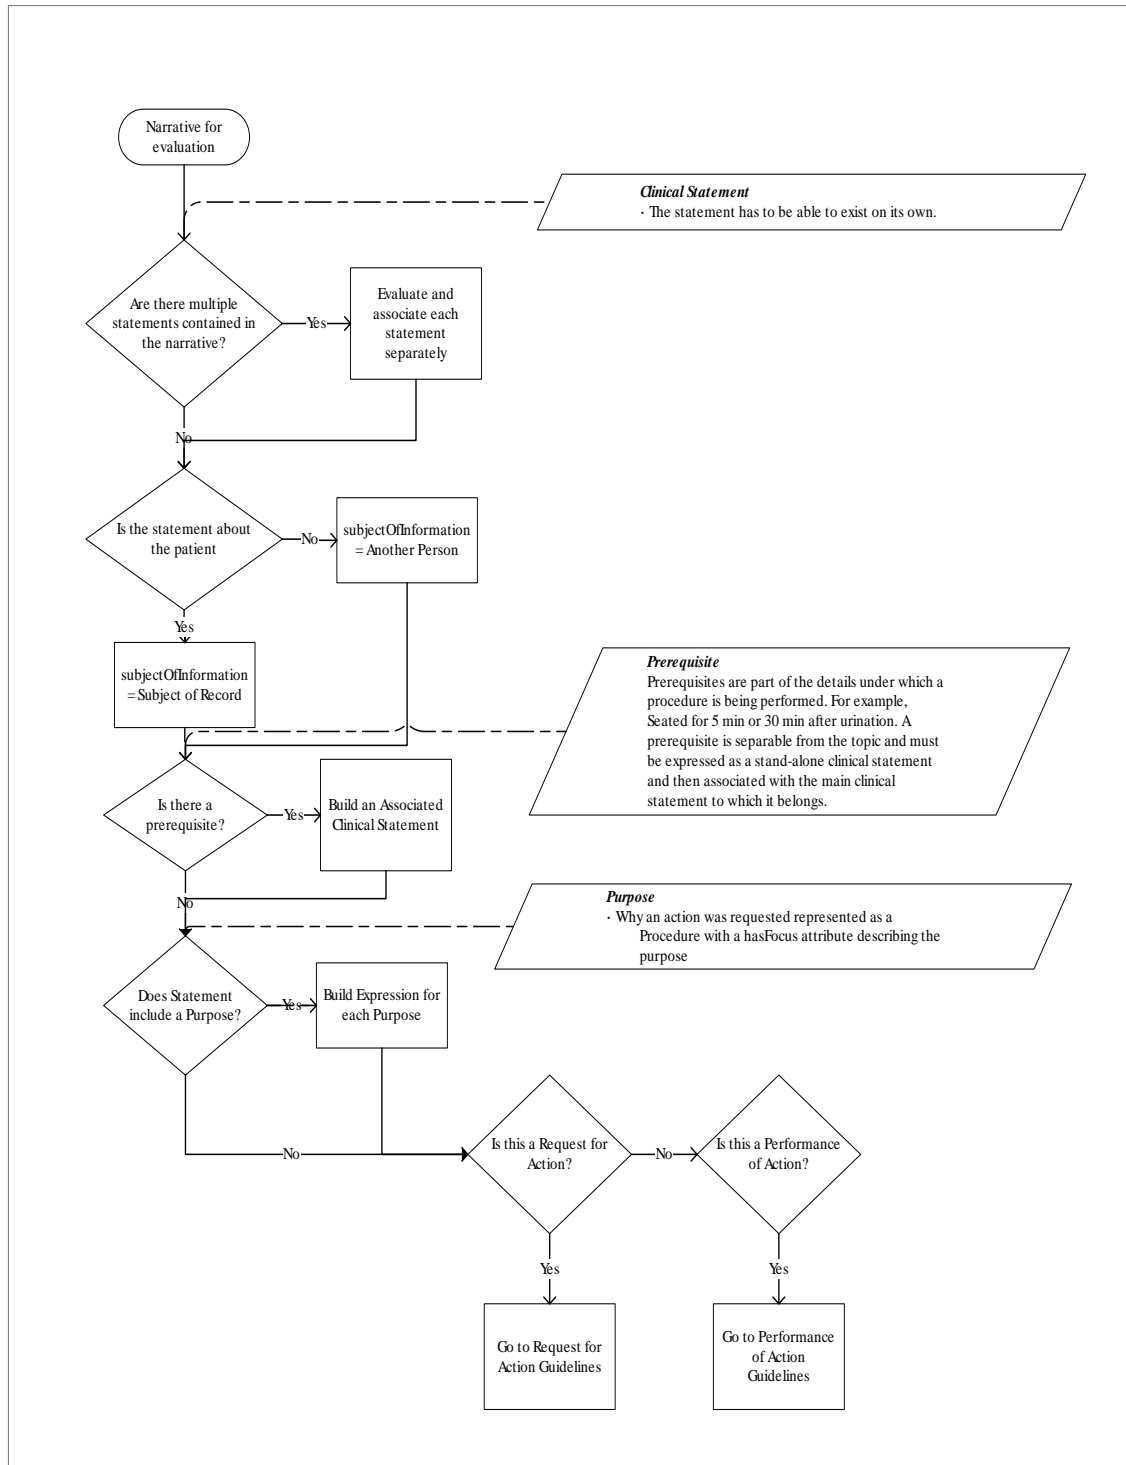 Narrative for
evaluation
Clinical Statement
· The statement has to be able to exist on its own.
Are there multiple
statements contained in
the narrative?
Yes
Evaluate and
associate each
statement
separately
No
Is the statement about
the patient
No
subjectOfInformation
= Another Person
Yes
subjectOfInformation
= Subject of Record
Prerequisite
Prerequisites are part of the details under which a
procedure is being performed. For example,
Seated for 5 min or 30 min after urination. A
prerequisite is separable from the topic and must
be expressed as a stand-alone clinical statement
and then associated with the main clinical
statement to which it belongs.
Is there a
prerequisite?
Yes
Build an Associated
Clinical Statement
No
Purpose
· Why an action was requested represented as a
Procedure with a hasFocus attribute describing the
purpose
Does Statement
include a Purpose?
Yes
Build Expression for
each Purpose
No
Is this a Request for
Action?
No
Is this a Performance
of Action?
Yes
Yes
Go to Request for
Action Guidelines
Go to Performance
of Action
Guidelines